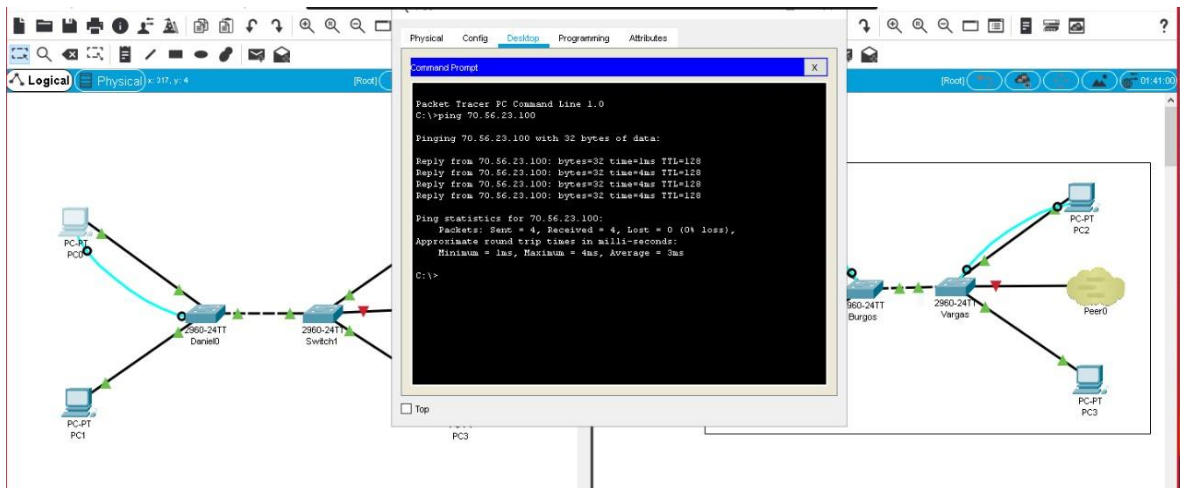 ?
Physical Config Desktop Programming Attributes
Command Prompt
X
Logical
Physical
x: 317, y: 4
[Root]
[Root]
01:41:00
Packet Tracer PC Command Line 1.0
C:\>ping 70.56.23.100
Pinging 70.56.23.100 with 32 bytes of data:
Reply from 70.56.23.100: bytes=32 time=1ms TTL=128
Reply from 70.56.23.100: bytes=32 time=4ms TTL=128
Reply from 70.56.23.100: bytes=32 time=4ms TTL=128
Reply from 70.56.23.100: bytes=32 time=4ms TTL=128
Ping statistics for 70.56.23.100:
Packets: Sent = 4, Received = 4, Lost = 0 (0% loss),
Approximate round trip times in milli-seconds:
Minimum = 1ms, Maximum = 4ms, Average = 3ms
C:\>
Top
PC-PT
PC0
2960-24TT
Daniel0
2960-24TT
Switch1
PC-PT
PC1
PC3
960-24TT
Burgos
2960-24TT
Vargas
PC-PT
PC2
Peer0
PC-PT
PC3